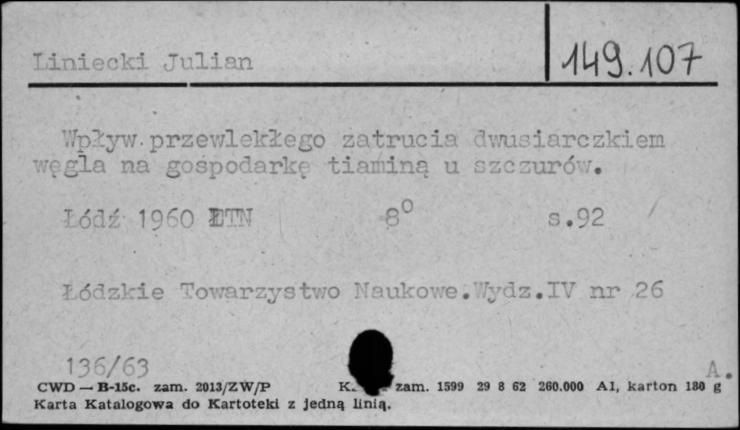 Liniecki Julian 149.107
Wpływ.przewlekłego zatrucia dwusiarczkiem
węgla na gospodarkę tiaminą u szczurów.
Łódź 1960 ŁTN 8° s.92
Łódzkie Towarzystwo Naukowe.Wydz.IV nr 26
136/63 A.
CWD — B-15c. zam. 2013/ZW/P K. zam. 1599 29 8 62 260.000 A1, karton 180 g
Karta Katalogowa do Kartoteki z jedną linią.